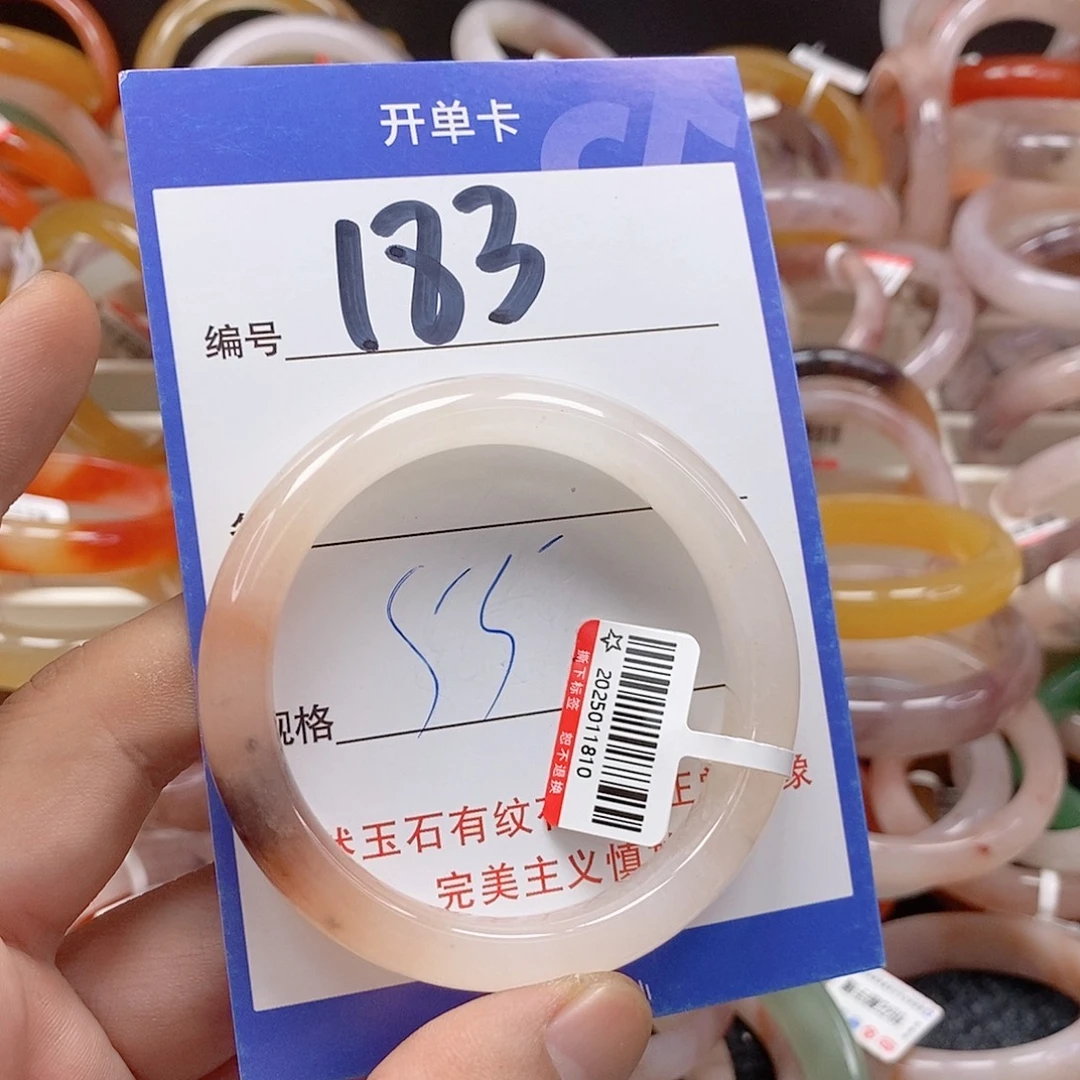 开单卡
编号 183
规格 55
撕下标签 恕不退换
☆ 2025011810
玉石有纹
完美主义慎